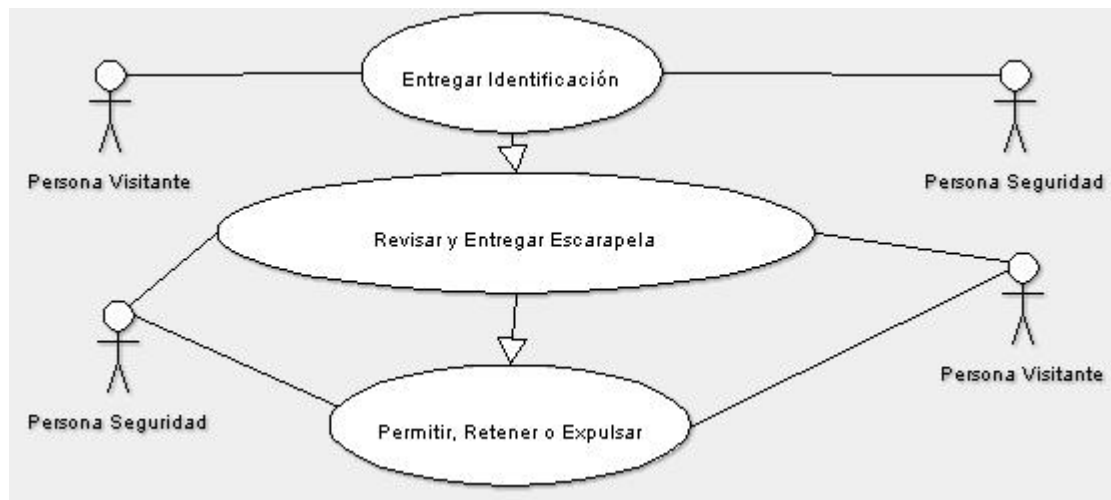 Entregar Identificación
Persona Visitante
Persona Seguridad
Revisar y Entregar Escarapela
Persona Visitante
Persona Seguridad
Permitir, Retener o Expulsar